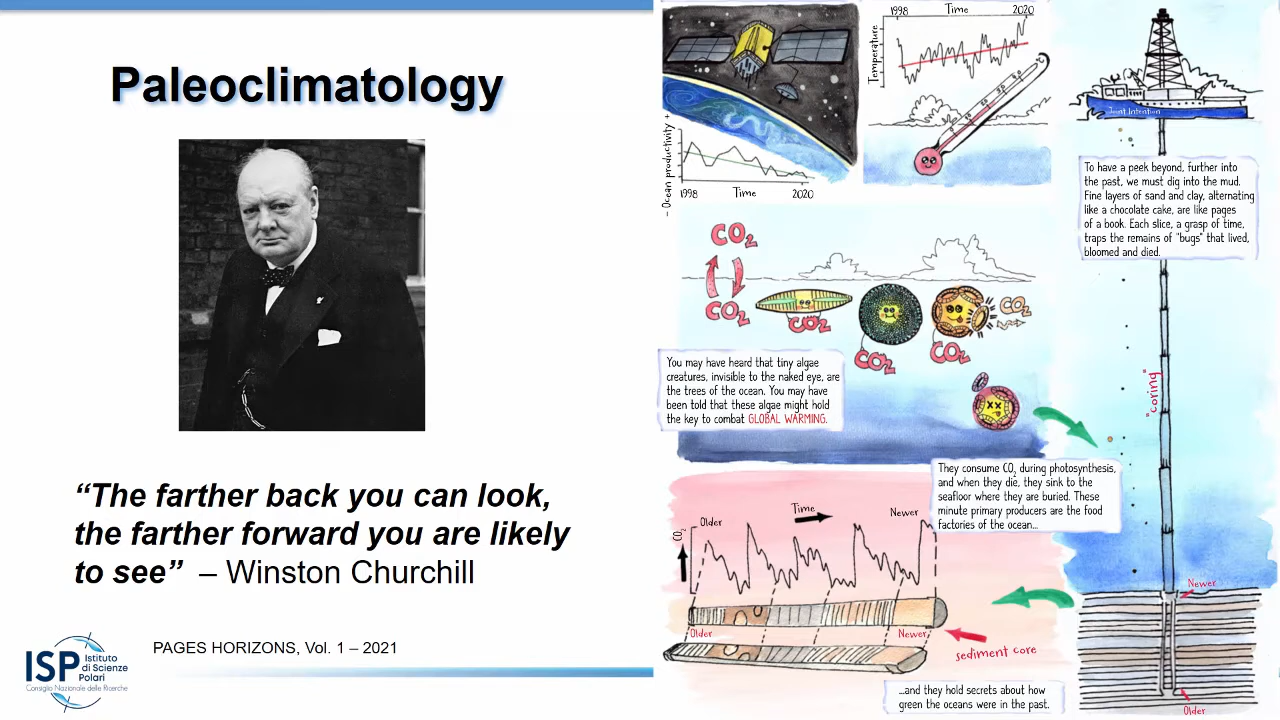 Paleoclimatology
“The farther back you can look,
the farther forward you are likely
to see” – Winston Churchill
PAGES HORIZONS, Vol. 1 – 2021
ISP Istituto
di Scienze
Polari
Consiglio Nazionale delle Ricerche
- Ocean productivity +
1998 Time 2020
1998 Time 2020
Temperature
°C
Joint Intention
To have a peek beyond, further into
the past, we must dig into the mud.
Fine layers of sand and clay, alternating
like a chocolate cake, are like pages
of a book. Each slice, a grasp of time,
traps the remains of "bugs" that lived,
bloomed and died.
CO2
CO2
CO2
CO2
CO2
CO2
You may have heard that tiny algae
creatures, invisible to the naked eye, are
the trees of the ocean. You may have
been told that these algae might hold
the key to combat GLOBAL WARMING.
"coring"
They consume CO2 during photosynthesis,
and when they die, they sink to the
seafloor where they are buried. These
minute primary producers are the food
factories of the ocean...
Older Time Newer
CO2
Older Newer
sediment core
Newer
Older
...and they hold secrets about how
green the oceans were in the past.